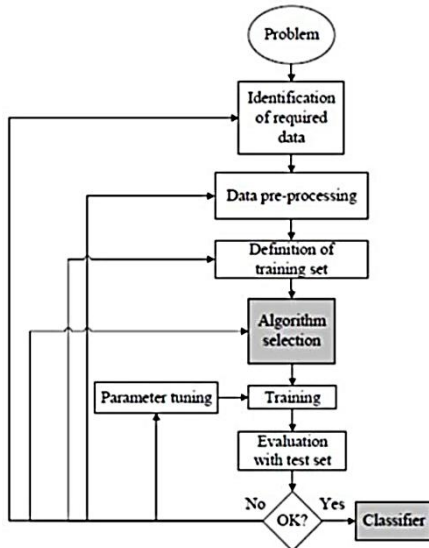 Problem
Identification
of required
data
Data pre-processing
Definition of
training set
Algorithm
selection
Parameter tuning
Training
Evaluation
with test set
No
OK?
Yes
Classifier